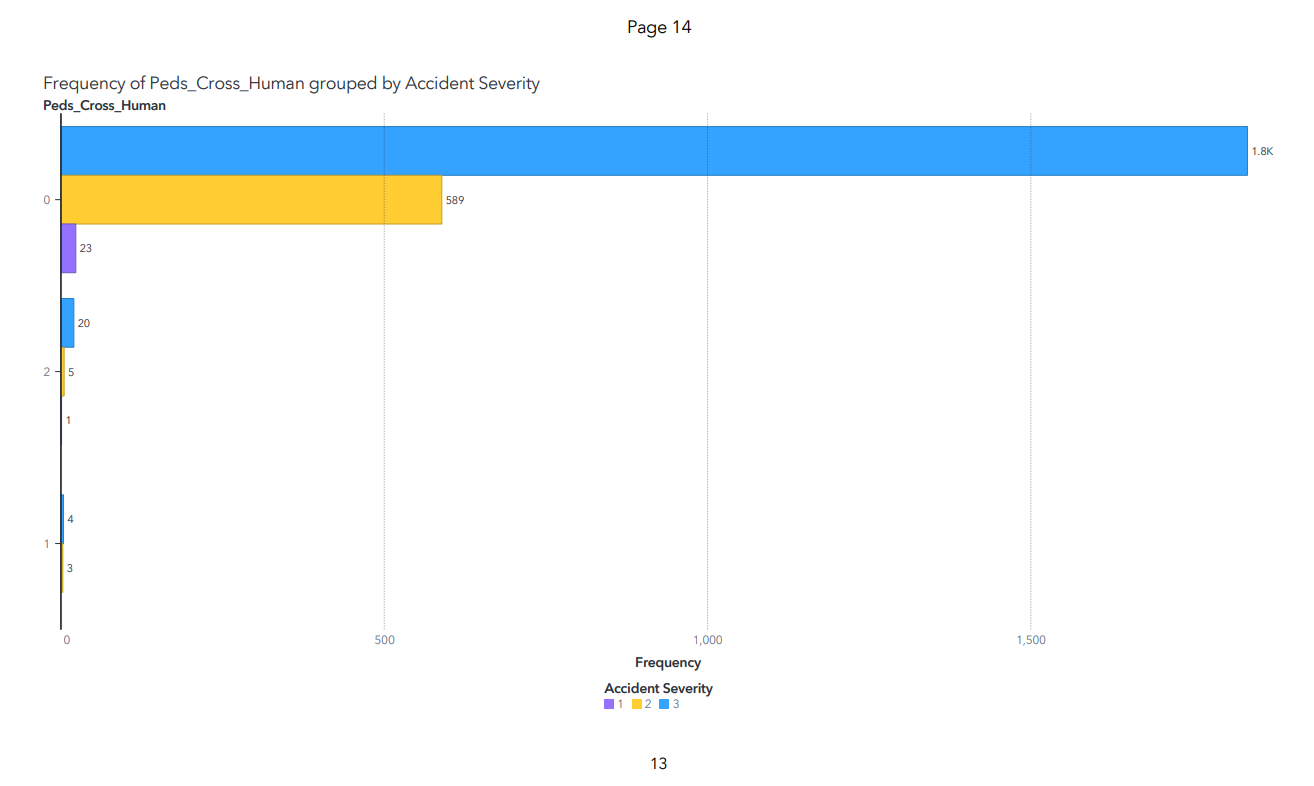 Page 14
Frequency of Peds_Cross_Human grouped by Accident Severity
Peds_Cross_Human
1.8K
0
589
23
20
2
5
1
4
1
3
0 500 1,000 1,500
Frequency
Accident Severity
1 2 3
13